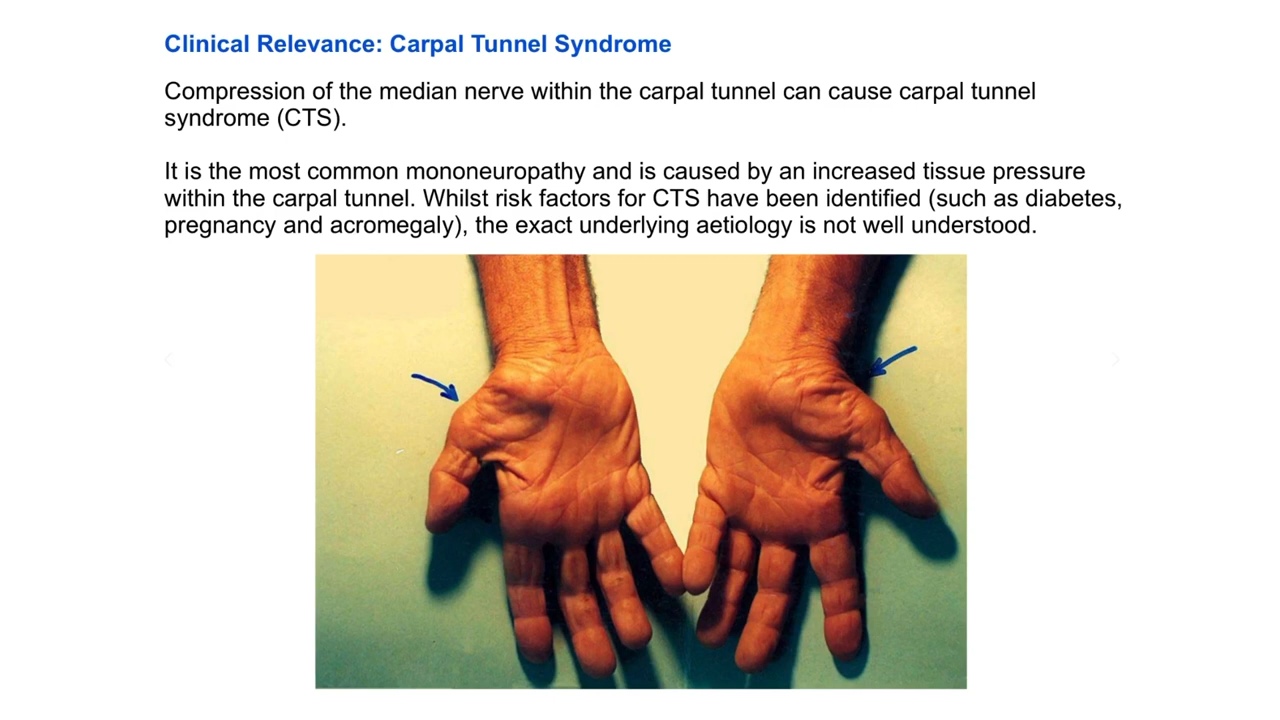 Clinical Relevance: Carpal Tunnel Syndrome
Compression of the median nerve within the carpal tunnel can cause carpal tunnel
syndrome (CTS).
It is the most common mononeuropathy and is caused by an increased tissue pressure
within the carpal tunnel. Whilst risk factors for CTS have been identified (such as diabetes,
pregnancy and acromegaly), the exact underlying aetiology is not well understood.